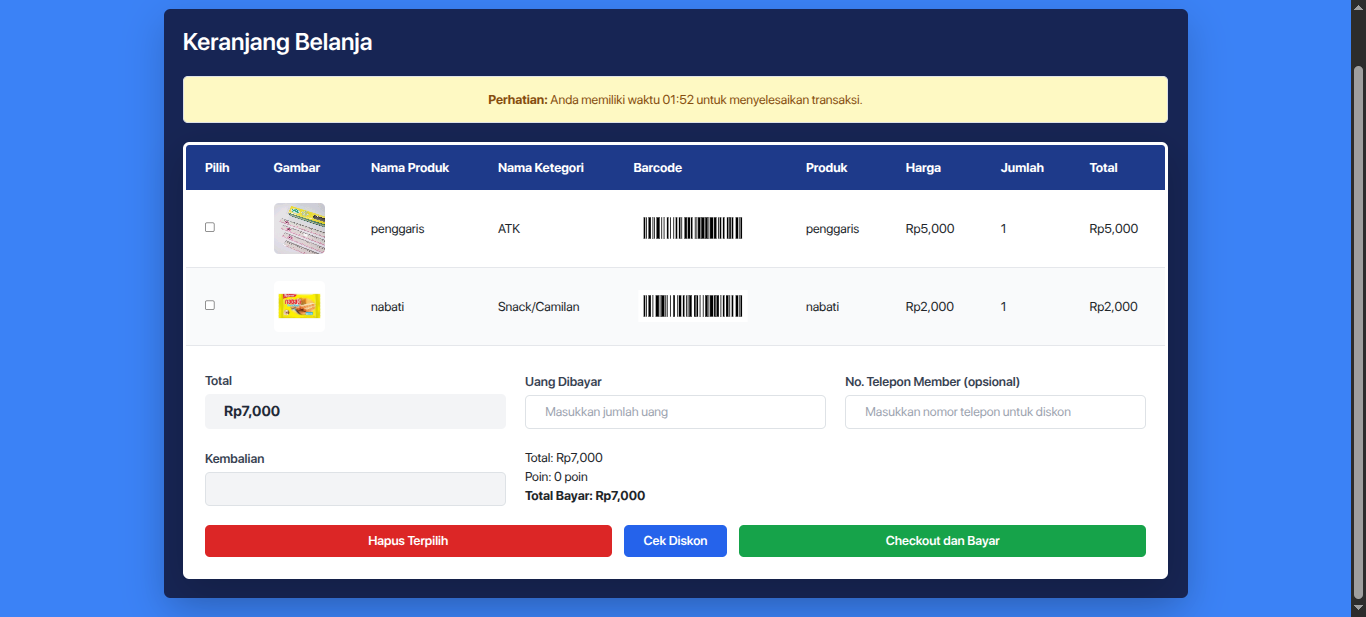 Keranjang Belanja
Perhatian: Anda memiliki waktu 01:52 untuk menyelesaikan transaksi.
Pilih Gambar Nama Produk Nama Ketegori Barcode Produk Harga Jumlah Total
penggaris ATK penggaris Rp5,000 1 Rp5,000
nabati Snack/Camilan nabati Rp2,000 1 Rp2,000
Total Uang Dibayar No. Telepon Member (opsional)
Rp7,000 Masukkan jumlah uang Masukkan nomor telepon untuk diskon
Kembalian
Total: Rp7,000
Poin: 0 poin
Total Bayar: Rp7,000
Hapus Terpilih Cek Diskon Checkout dan Bayar